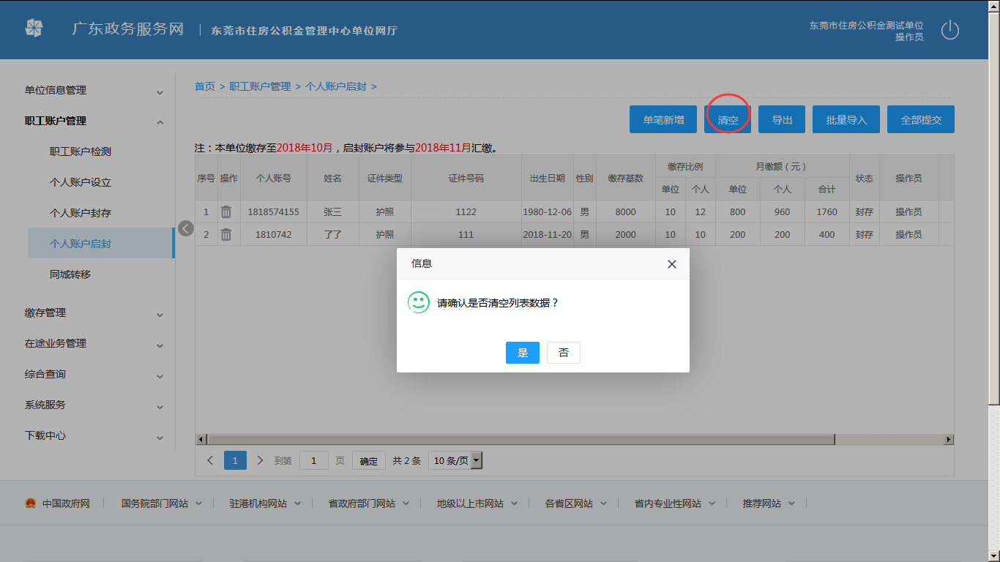 广东政务服务网 | 东莞市住房公积金管理中心单位网厅
东莞市住房公积金测试单位
操作员
单位信息管理
职工账户管理
职工账户检测
个人账户设立
个人账户封存
个人账户启封
同城转移
缴存管理
在途业务管理
综合查询
系统服务
下载中心
首页 > 职工账户管理 > 个人账户启封 >
单笔新增 清空 导出 批量导入 全部提交
注：本单位缴存至2018年10月，启封账户将参与2018年11月汇缴。
序号 操作 个人账号 姓名 证件类型 证件号码 出生日期 性别 缴存基数 缴存比例 月缴额（元） 状态 操作员
单位 个人 单位 个人 合计
1 1818574155 张三 护照 1122 1980-12-06 男 8000 10 12 800 960 1760 封存 操作员
2 1810742 了了 护照 111 2018-11-20 男 2000 10 10 200 200 400 封存 操作员
信息
请确认是否清空列表数据？
是 否
1 到第 1 页 确定 共 2 条 10 条/页
中国政府网 国务院部门网站 驻港机构网站 省政府部门网站 地级以上市网站 各省区网站 省内专业性网站 推荐网站